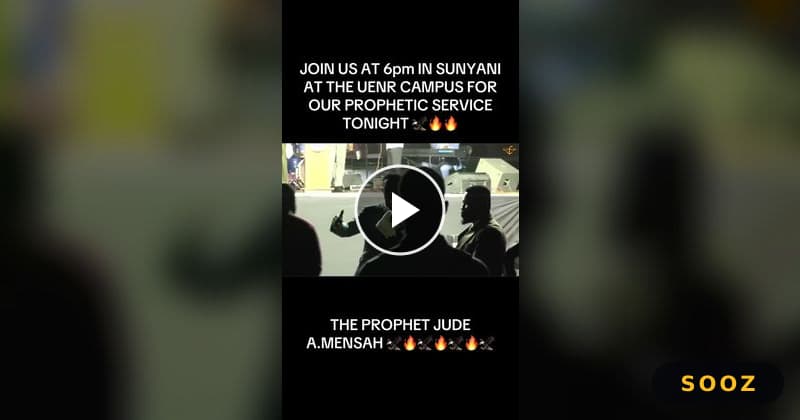 JOIN US AT 6pm IN SUNYANI
AT THE UENR CAMPUS FOR
OUR PROPHETIC SERVICE
TONIGHT 🦅🔥🔥
THE PROPHET JUDE
A.MENSAH 🦅🔥🦅🔥🦅🔥🦅
SOOZ